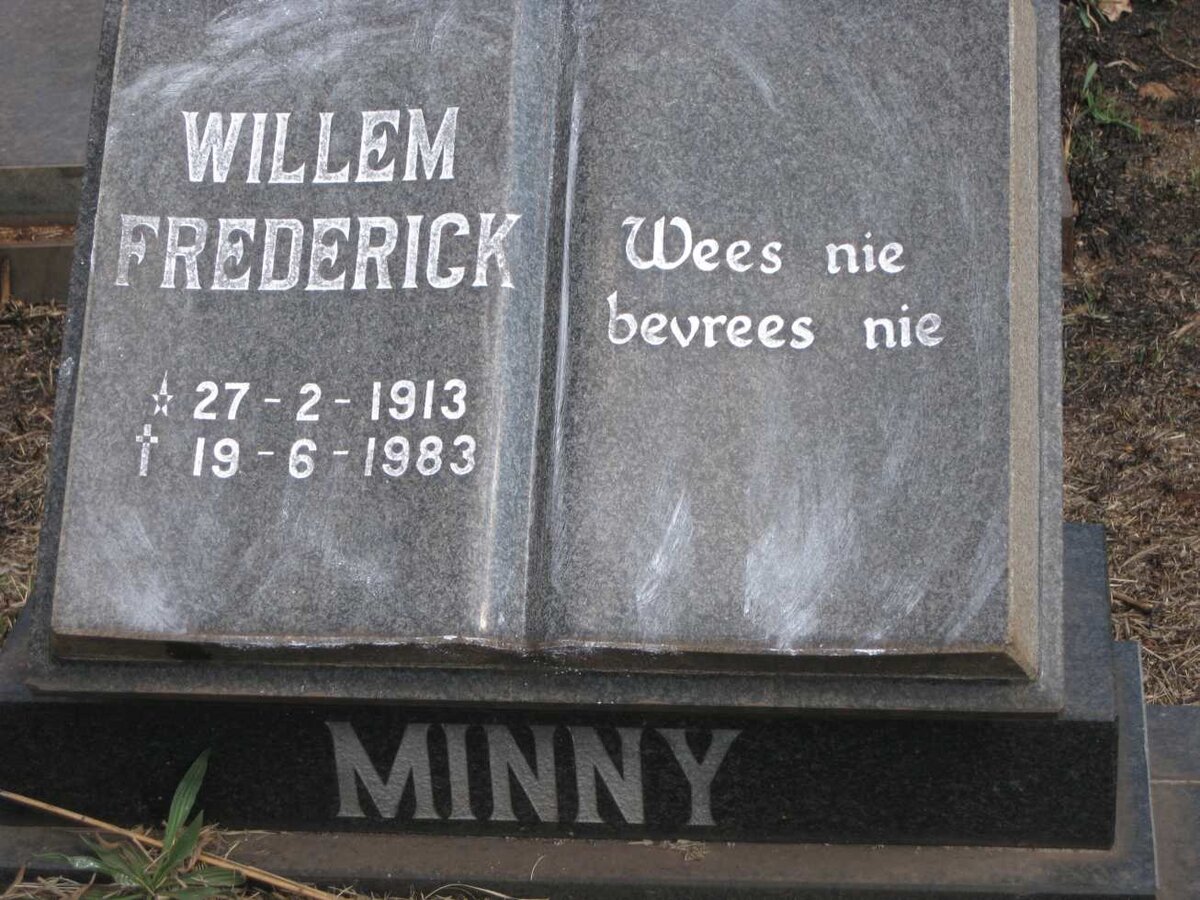 WILLEM
FREDERICK
☆ 27-2-1913
✝ 19-6-1983
Wees nie
bevrees nie
MINNY